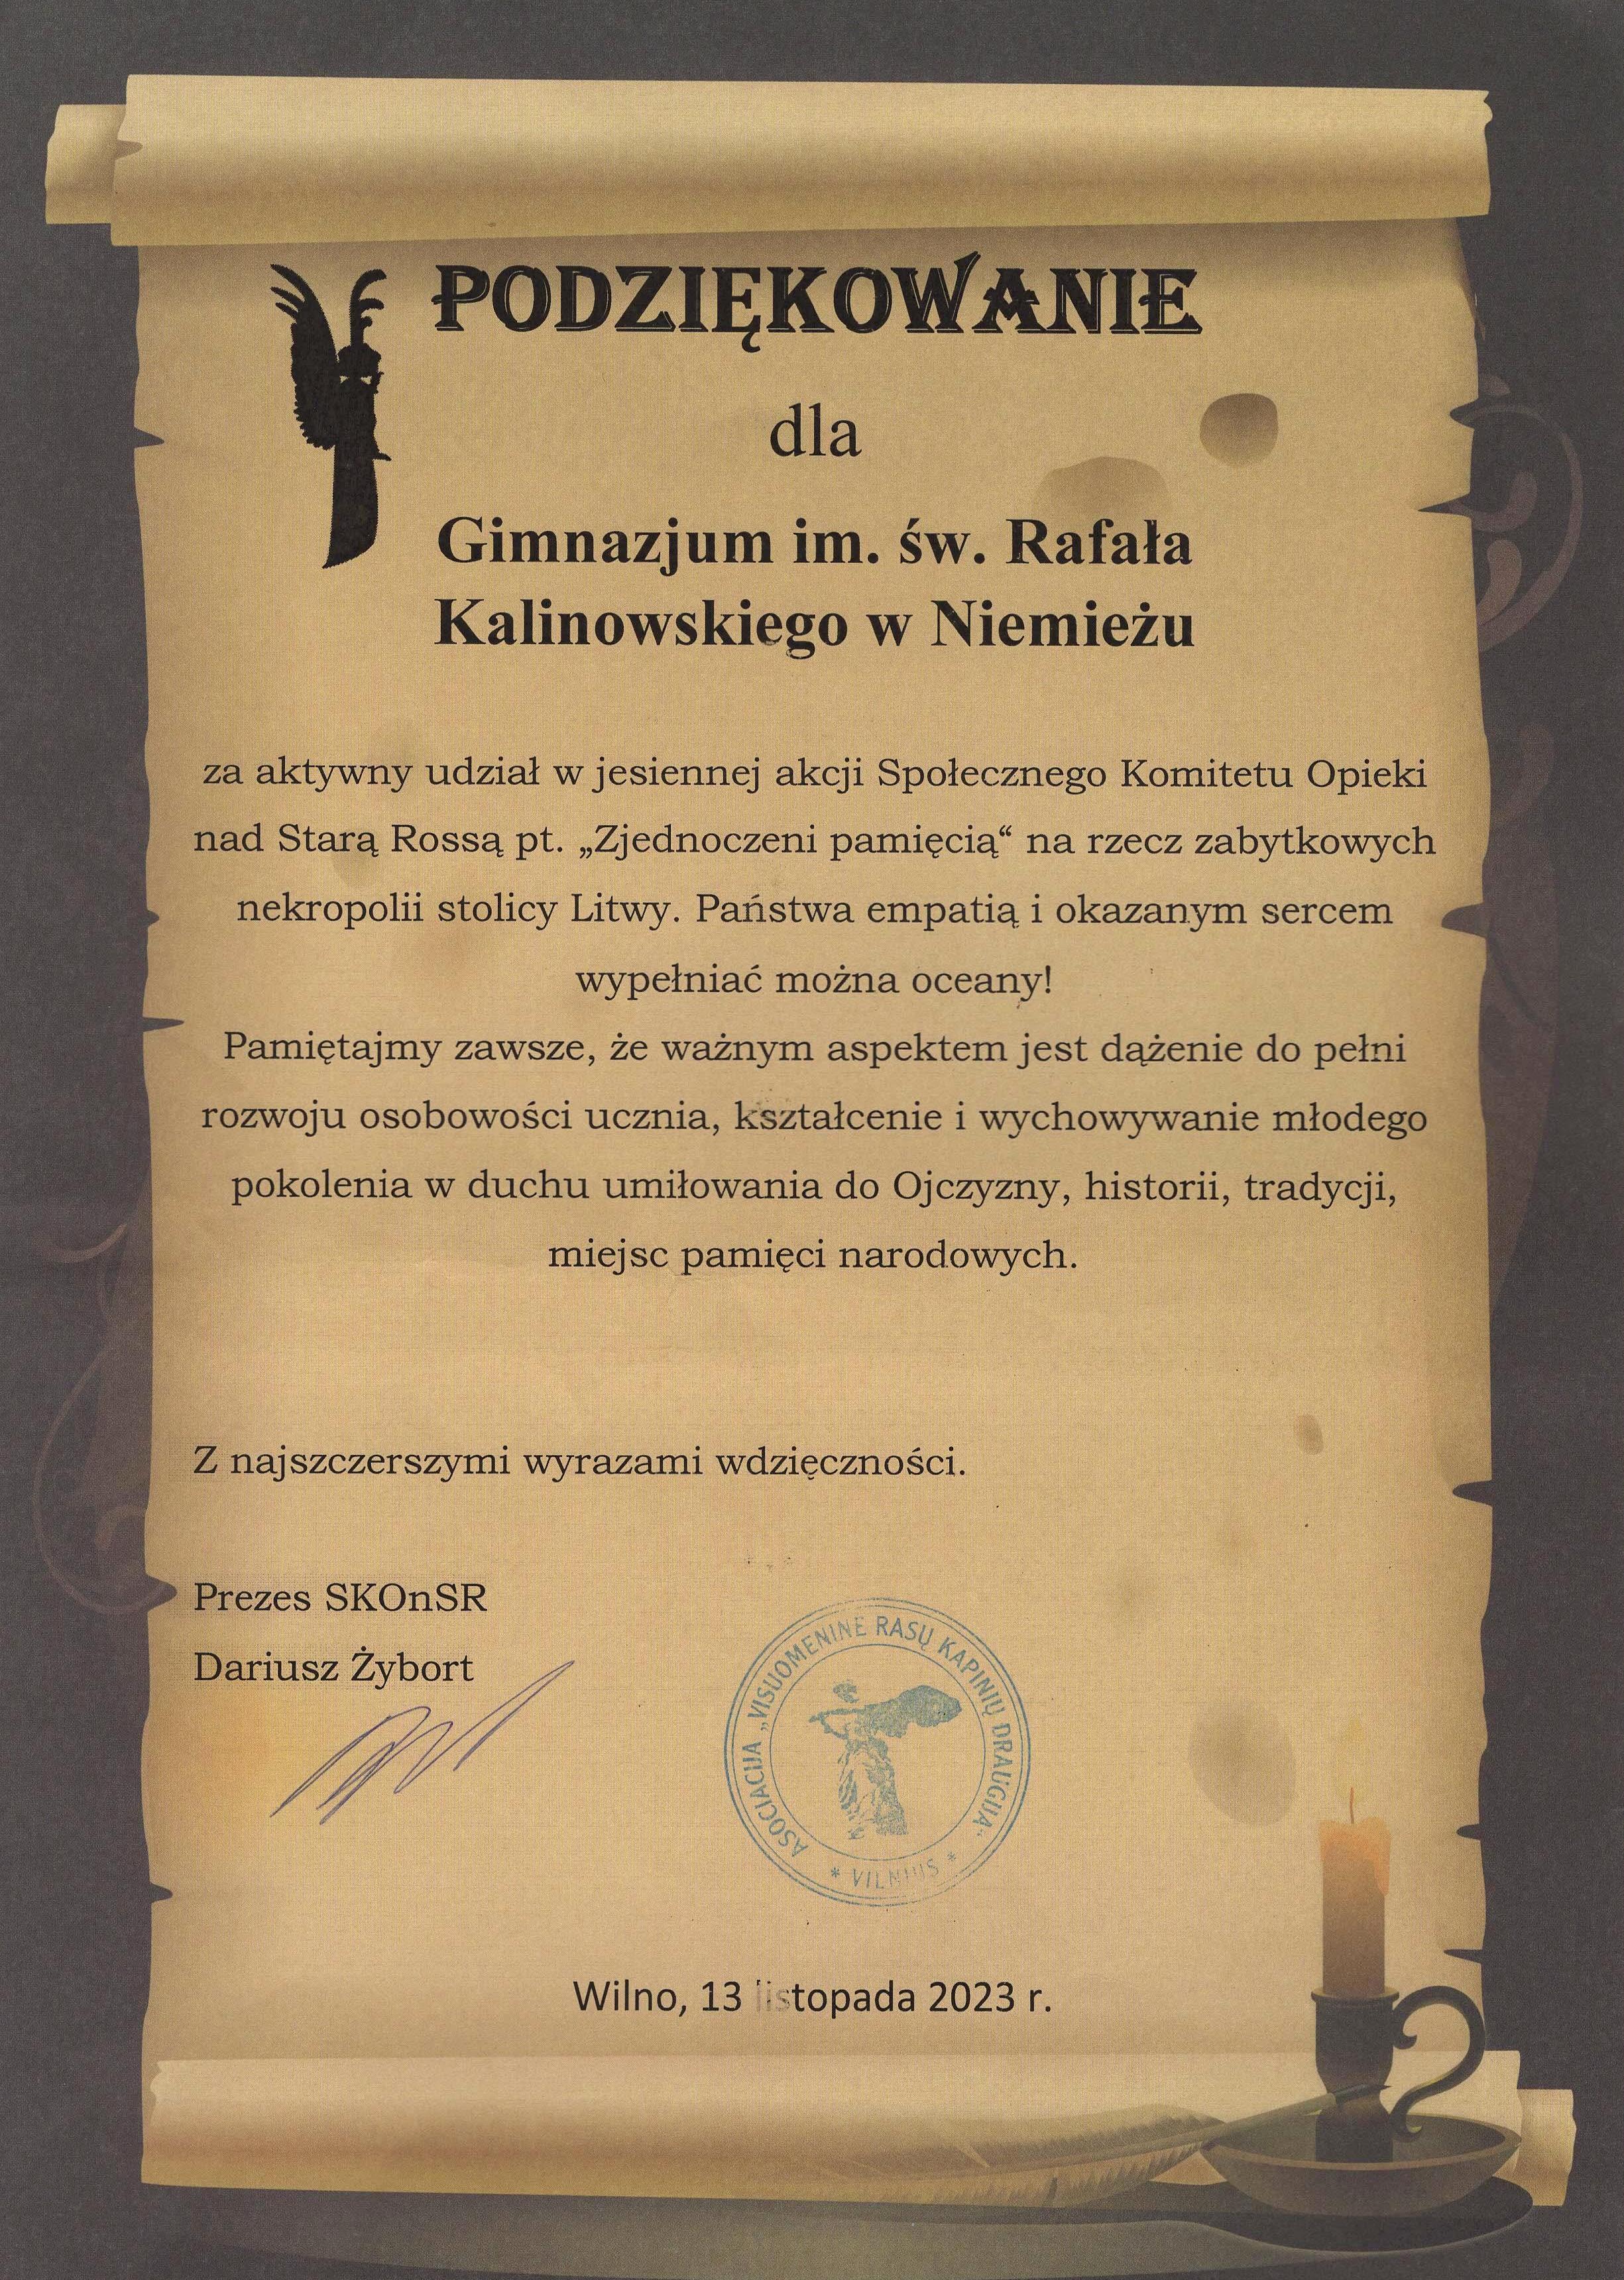 PODZIĘKOWANIE
dla
Gimnazjum im. św. Rafała
Kalinowskiego w Niemieżu
za aktywny udział w jesiennej akcji Społecznego Komitetu Opieki
nad Starą Rossą pt. „Zjednoczeni pamięcią“ na rzecz zabytkowych
nekropolii stolicy Litwy. Państwa empatią i okazanym sercem
wypełniać można oceany!
Pamiętajmy zawsze, że ważnym aspektem jest dążenie do pełni
rozwoju osobowości ucznia, kształcenie i wychowywanie młodego
pokolenia w duchu umiłowania do Ojczyzny, historii, tradycji,
miejsc pamięci narodowych.
Z najszczerszymi wyrazami wdzięczności.
Prezes SKOnSR
Dariusz Żybort
ASOCIACIJA „VISUOMENINĖ RASŲ KAPINIŲ DRAUGIJA“
* VILNIUS *
Wilno, 13 listopada 2023 r.